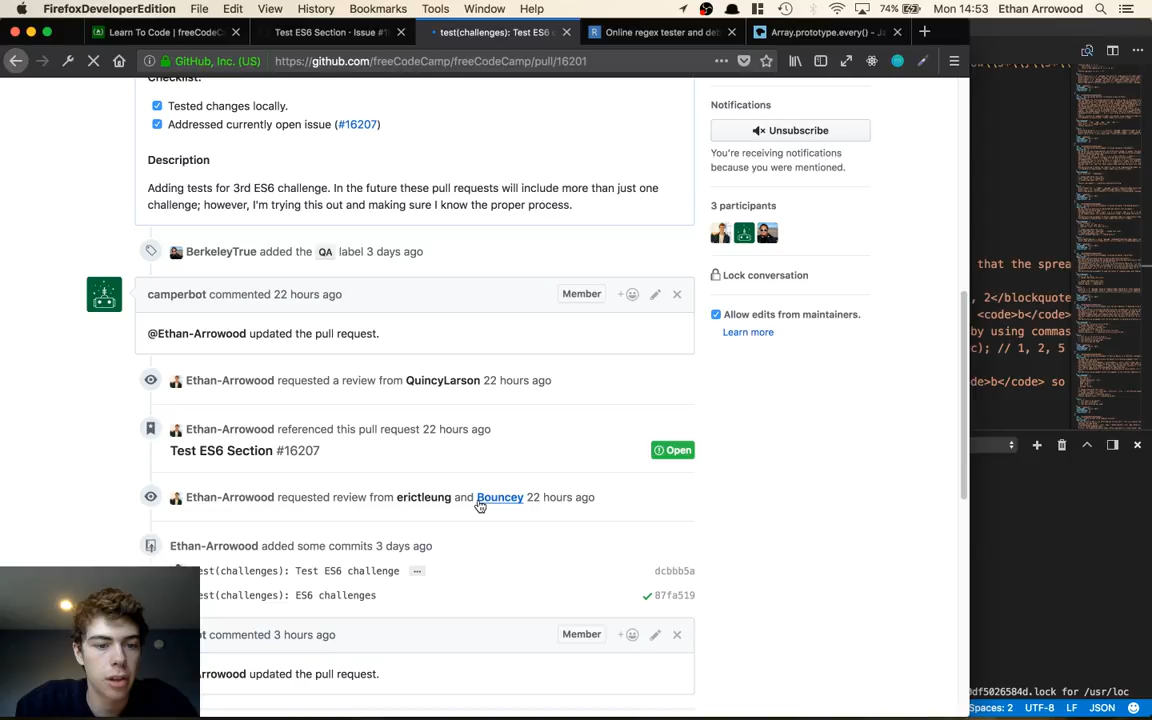 FirefoxDeveloperEdition File Edit View History Bookmarks Tools Window Help 74% Mon 14:53 Ethan Arrowood
Learn To Code | freeCodeC
Test ES6 Section · Issue #1
test(challenges): Test ES6
Online regex tester and deb
Array.prototype.every() - Ja
GitHub, Inc. (US) https://github.com/freeCodeCamp/freeCodeCamp/pull/16201
Checklist:
Tested changes locally.
Addressed currently open issue (#16207)
Description
Adding tests for 3rd ES6 challenge. In the future these pull requests will include more than just one
challenge; however, I'm trying this out and making sure I know the proper process.
BerkeleyTrue added the QA label 3 days ago
camperbot commented 22 hours ago Member
@Ethan-Arrowood updated the pull request.
Ethan-Arrowood requested a review from QuincyLarson 22 hours ago
Ethan-Arrowood referenced this pull request 22 hours ago
Test ES6 Section #16207 Open
Ethan-Arrowood requested review from erictleung and Bouncey 22 hours ago
Ethan-Arrowood added some commits 3 days ago
est(challenges): Test ES6 challenge ... dcbbb5a
est(challenges): ES6 challenges 87fa519
t commented 3 hours ago Member
rrowood updated the pull request.
Notifications
Unsubscribe
You're receiving notifications
because you were mentioned.
3 participants
Lock conversation
Allow edits from maintainers.
Learn more
that the sprea
, 2</blockquote
<code>b</code>
by using commas
c); // 1, 2, 5
de>b</code> so
0df5026584d.lock for /usr/loc
Spaces: 2 UTF-8 LF JSON